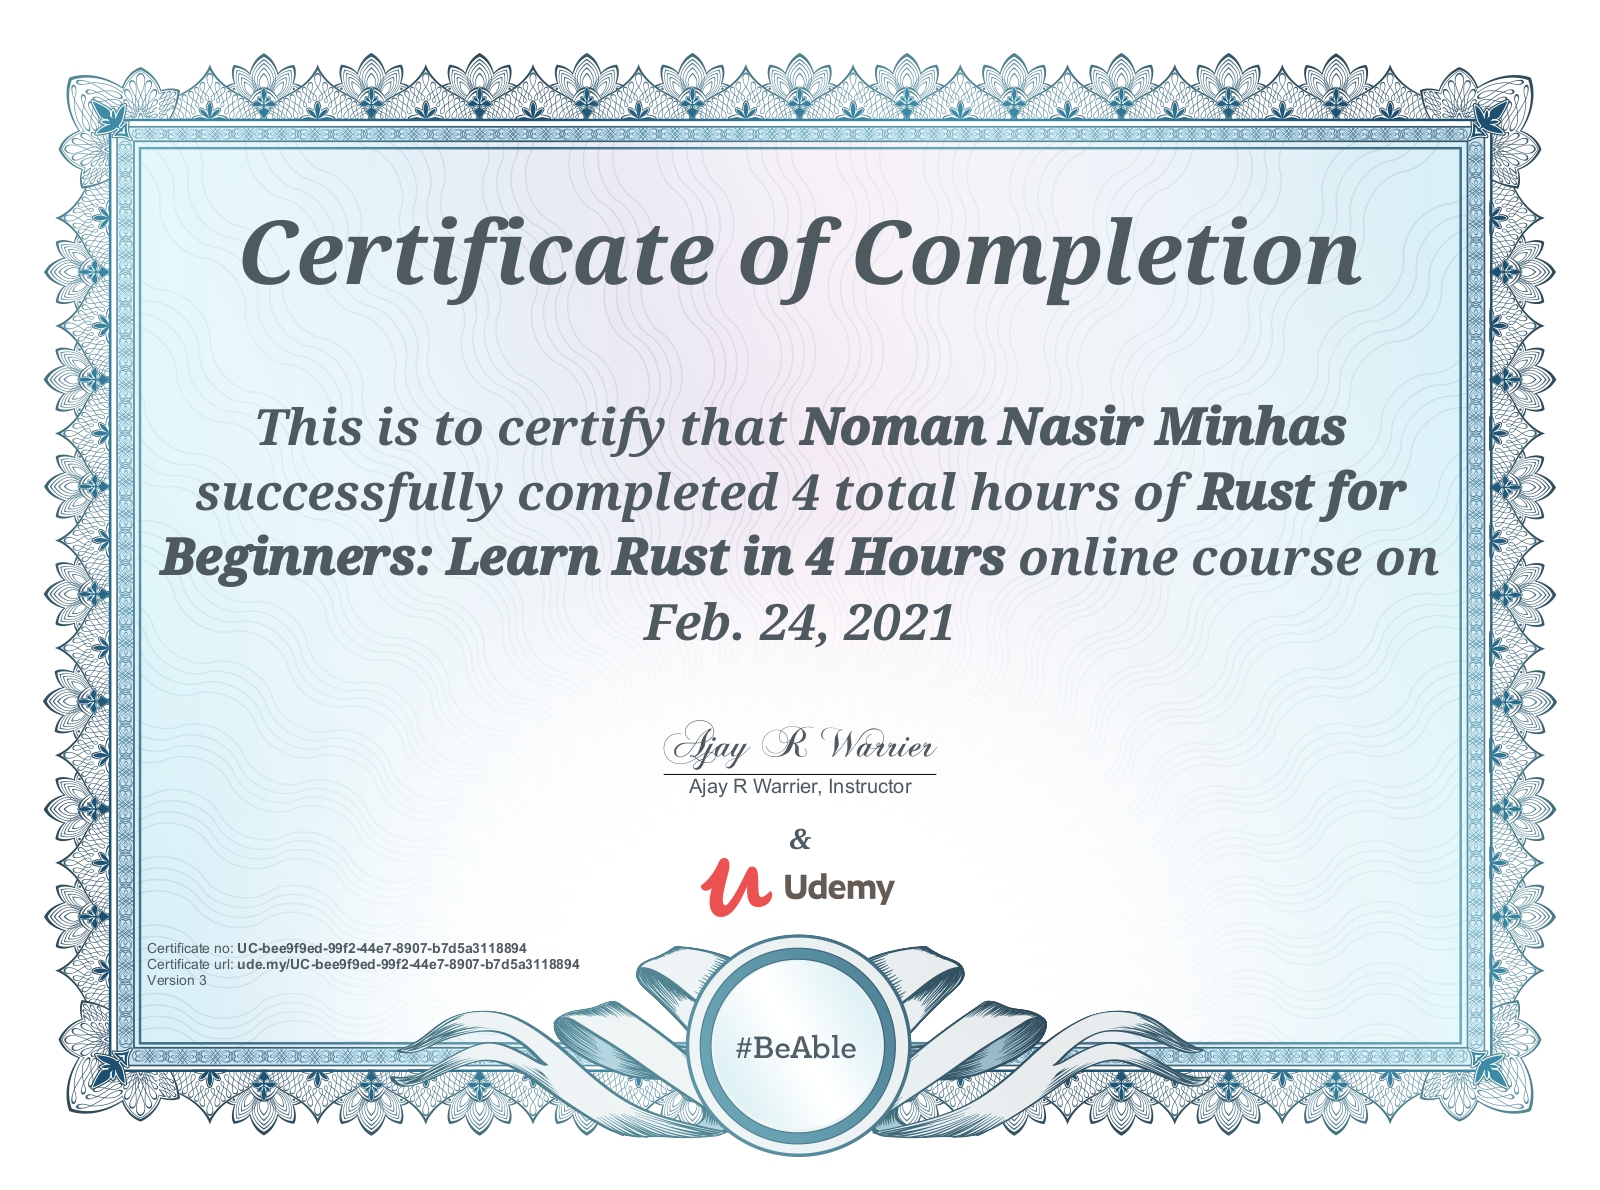 Certificate of Completion
This is to certify that Noman Nasir Minhas
successfully completed 4 total hours of Rust for
Beginners: Learn Rust in 4 Hours online course on
Feb. 24, 2021
Ajay R Warrier
Ajay R Warrier, Instructor
&
Udemy
Certificate no: UC-bee9f9ed-99f2-44e7-8907-b7d5a3118894
Certificate url: ude.my/UC-bee9f9ed-99f2-44e7-8907-b7d5a3118894
Version 3
#BeAble